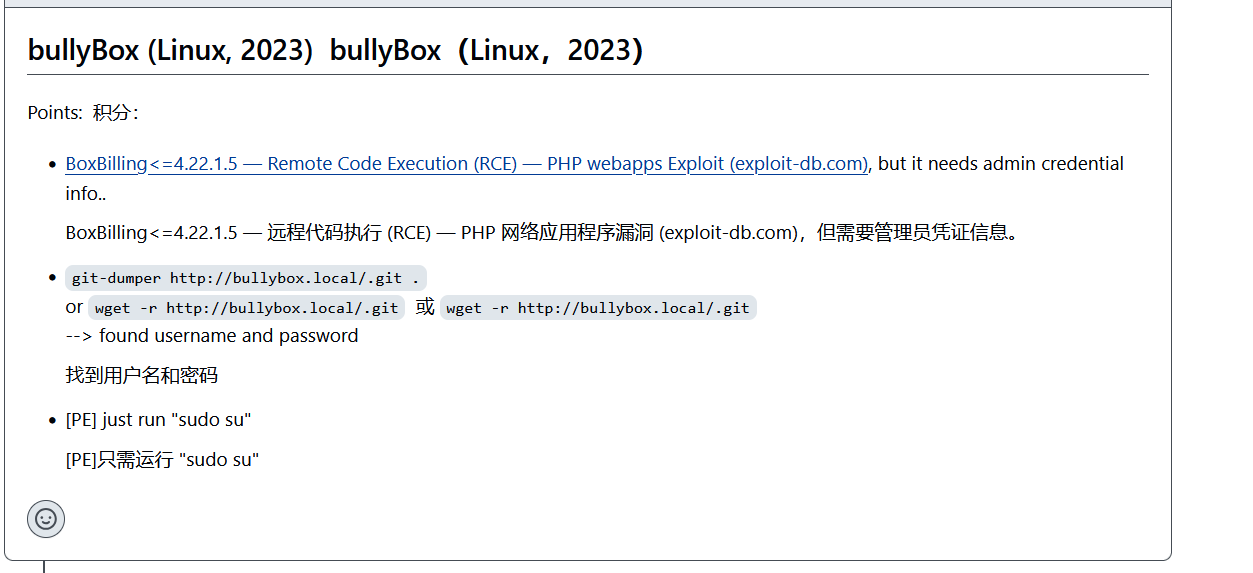 bullyBox (Linux, 2023)  bullyBox（Linux，2023）
Points:  积分：
BoxBilling<=4.22.1.5 — Remote Code Execution (RCE) — PHP webapps Exploit (exploit-db.com), but it needs admin credential
info..
BoxBilling<=4.22.1.5 — 远程代码执行 (RCE) — PHP 网络应用程序漏洞 (exploit-db.com)，但需要管理员凭证信息。
git-dumper http://bullybox.local/.git .
or wget -r http://bullybox.local/.git 或 wget -r http://bullybox.local/.git
--> found username and password
找到用户名和密码
[PE] just run "sudo su"
[PE]只需运行 "sudo su"